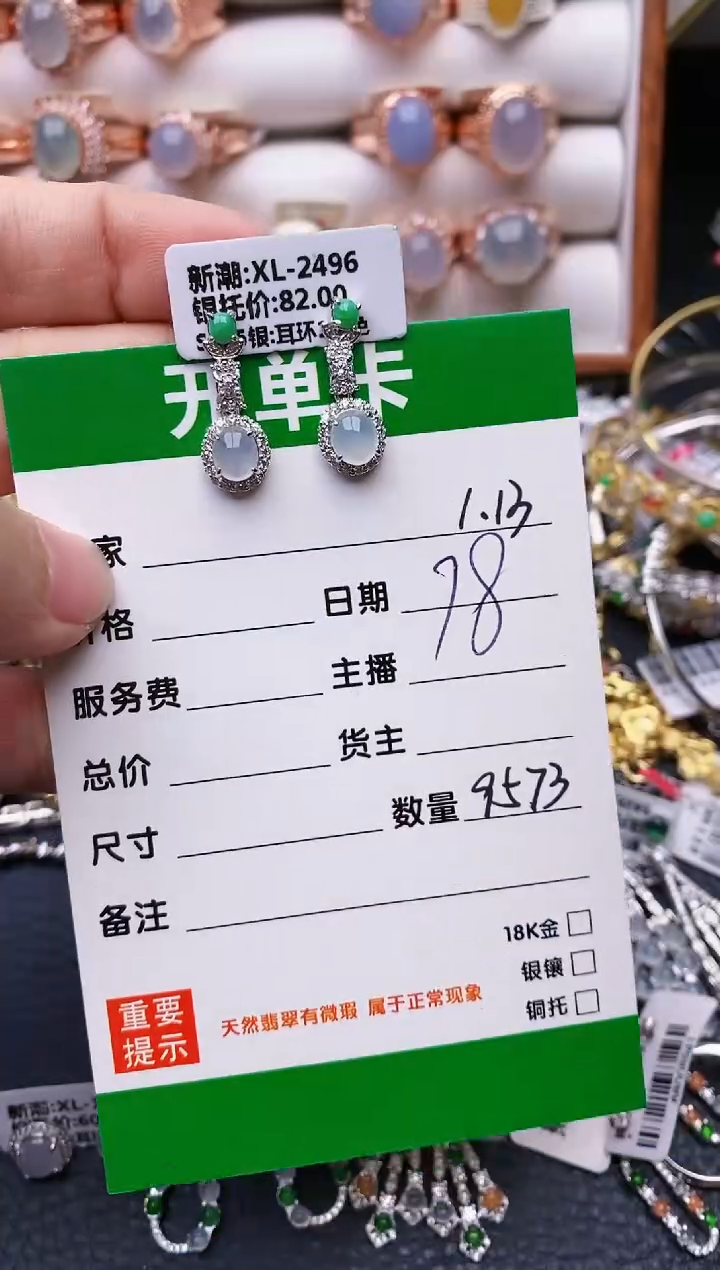 新潮:XL-2496
银托价:82.00
银:耳环
开单卡
家 1.13
格 日期 78
服务费 主播
总价 货主
尺寸 数量 9573
备注
18K金
银镶
铜托
重要
提示
天然翡翠有微瑕 属于正常现象